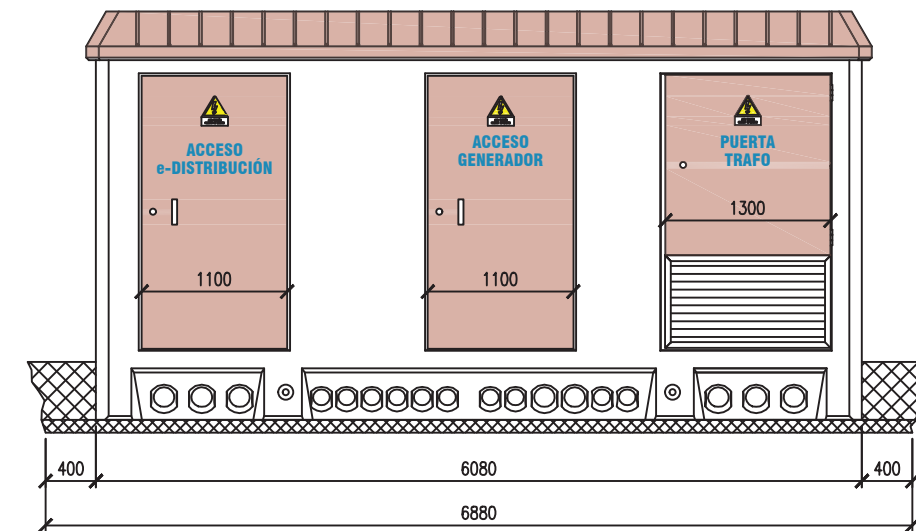 ACCESO
e-DISTRIBUCIÓN
ACCESO
GENERADOR
PUERTA
TRAFO
1300
1100
1100
400
6080
400
6880